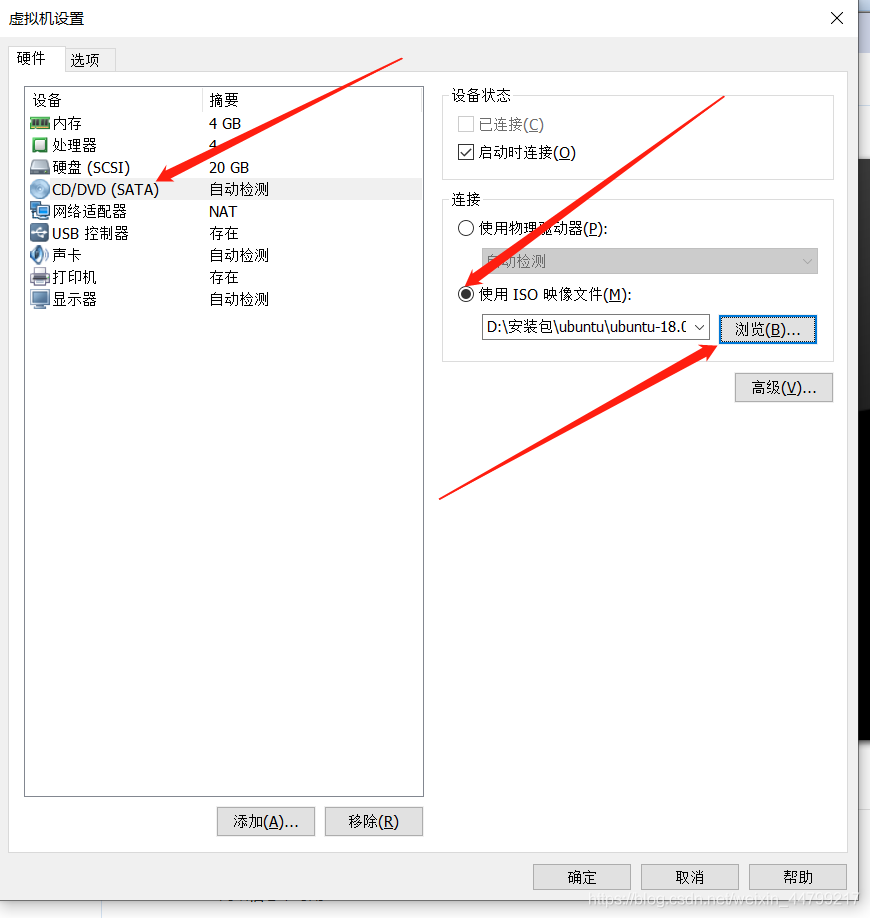 虚拟机设置
硬件 选项
设备 摘要
内存 4 GB
处理器 4
硬盘 (SCSI) 20 GB
CD/DVD (SATA) 自动检测
网络适配器 NAT
USB 控制器 存在
声卡 自动检测
打印机 存在
显示器 自动检测
添加(A)... 移除(R)
设备状态
已连接(C)
启动时连接(O)
连接
使用物理驱动器(P):
自动检测
使用 ISO 映像文件(M):
D:\安装包\ubuntu\ubuntu-18.0 浏览(B)...
高级(V)...
确定 取消 帮助
https://blog.csdn.net/weixin_44799217